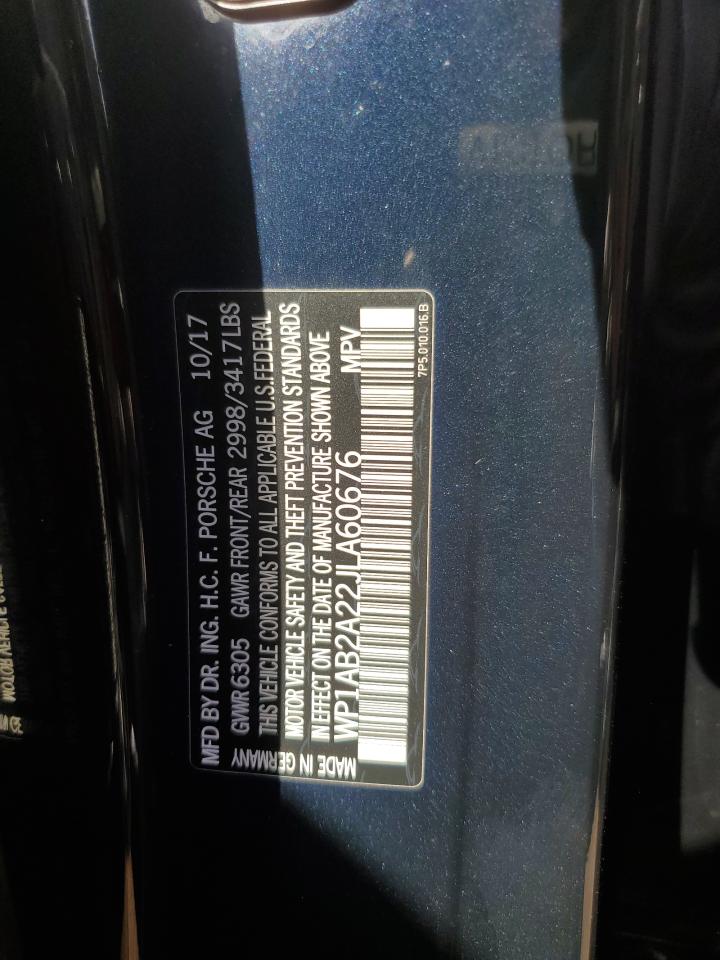 MFD BY DR. ING. H.C. F. PORSCHE AG 10/17
GVWR 6305 GAWR FRONT/REAR 2998/3417LBS
THIS VEHICLE CONFORMS TO ALL APPLICABLE U.S.FEDERAL
MOTOR VEHICLE SAFETY AND THEFT PREVENTION STANDARDS
IN EFFECT ON THE DATE OF MANUFACTURE SHOWN ABOVE
MADE IN GERMANY
WP1AB2A22JLA60676 MPV
7P5.010.016.B